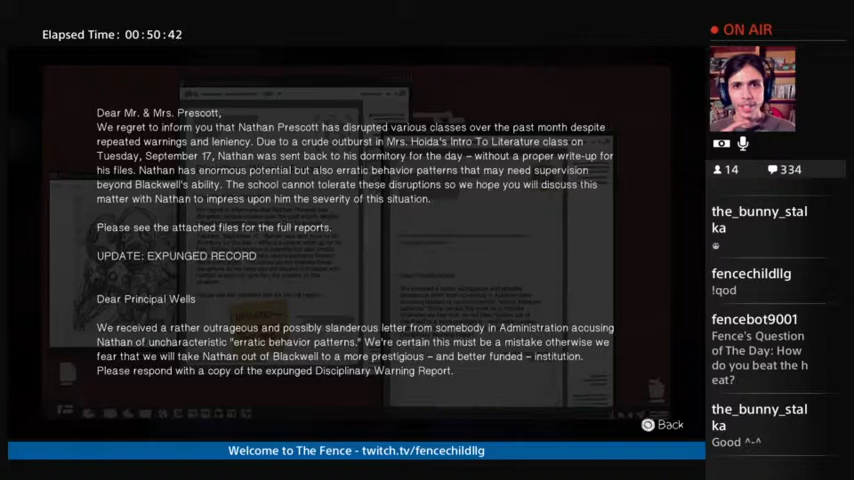 Elapsed Time: 00:50:42
ON AIR
Dear Mr. & Mrs. Prescott,
We regret to inform you that Nathan Prescott has disrupted various classes over the past month despite
repeated warnings and leniency. Due to a crude outburst in Mrs. Hoida's Intro To Literature class on
Tuesday, September 17, Nathan was sent back to his dormitory for the day – without a proper write-up for
his files. Nathan has enormous potential but also erratic behavior patterns that may need supervision
beyond Blackwell's ability. The school cannot tolerate these disruptions so we hope you will discuss this
matter with Nathan to impress upon him the severity of this situation.
Please see the attached files for the full reports.
UPDATE: EXPUNGED RECORD
Dear Principal Wells
We received a rather outrageous and possibly slanderous letter from somebody in Administration accusing
Nathan of uncharacteristic "erratic behavior patterns." We're certain this must be a mistake otherwise we
fear that we will take Nathan out of Blackwell to a more prestigious – and better funded – institution.
Please respond with a copy of the expunged Disciplinary Warning Report.
Back
Welcome to The Fence - twitch.tv/fencechildllg
14
334
the_bunny_stal
ka
fencechildllg
!qod
fencebot9001
Fence's Question
of The Day: How
do you beat the h
eat?
the_bunny_stal
ka
Good ^-^